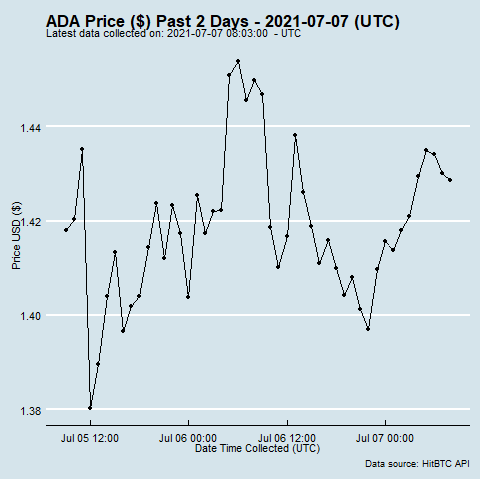 ADA Price ($) Past 2 Days - 2021-07-07 (UTC)
Latest data collected on: 2021-07-07 08:03:00 - UTC
Price USD ($)
1.44
1.42
1.40
1.38
Jul 05 12:00
Jul 06 00:00
Jul 06 12:00
Jul 07 00:00
Date Time Collected (UTC)
Data source: HitBTC API